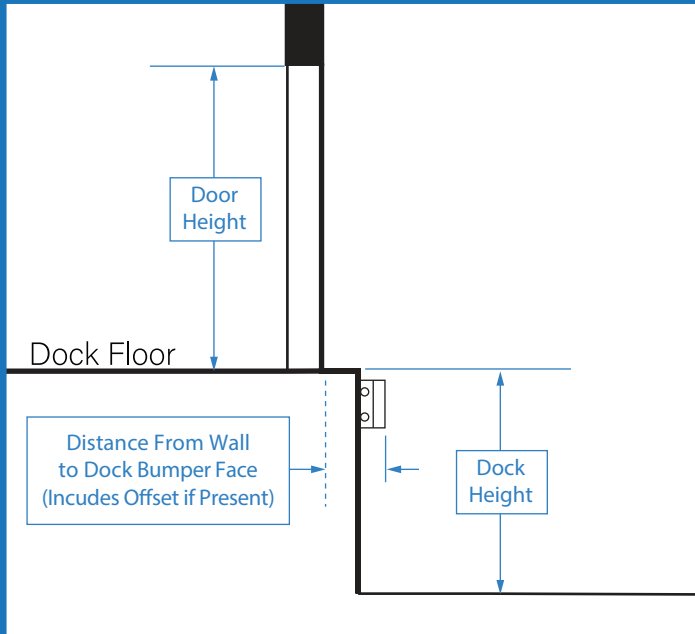 Door
Height
Dock Floor
Distance From Wall
to Dock Bumper Face
(Incudes Offset if Present)
Dock
Height